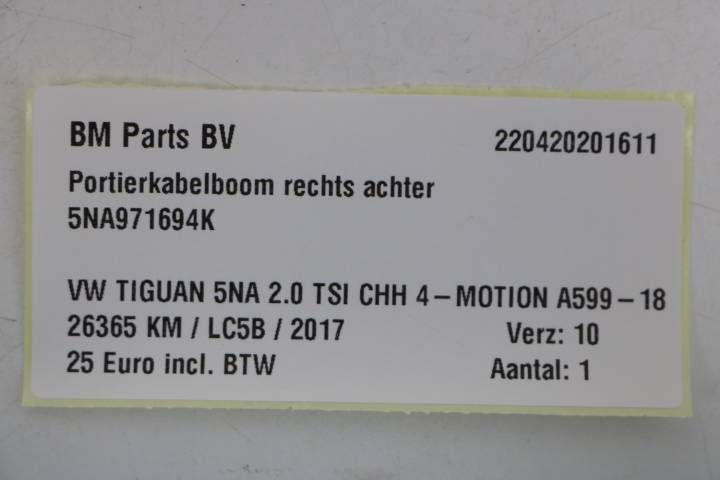 BM Parts BV 220420201611
Portierkabelboom rechts achter
5NA971694K
VW TIGUAN 5NA 2.0 TSI CHH 4-MOTION A599-18
26365 KM / LC5B / 2017 Verz: 10
25 Euro incl. BTW Aantal: 1